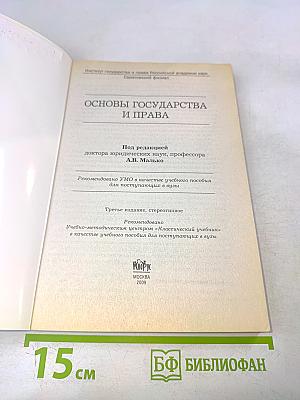 Институт государства и права Российской академии наук
Саратовский филиал
ОСНОВЫ ГОСУДАРСТВА
И ПРАВА
Под редакцией
доктора юридических наук, профессора
А.В. Малько
Рекомендовано УМО в качестве учебного пособия
для поступающих в вузы
Третье издание, стереотипное
Рекомендовано
Учебно-методическим центром «Классический учебник»
в качестве учебного пособия для поступающих в вузы
МОСКВА
2009
15 см
БФ БИБЛИОФАН